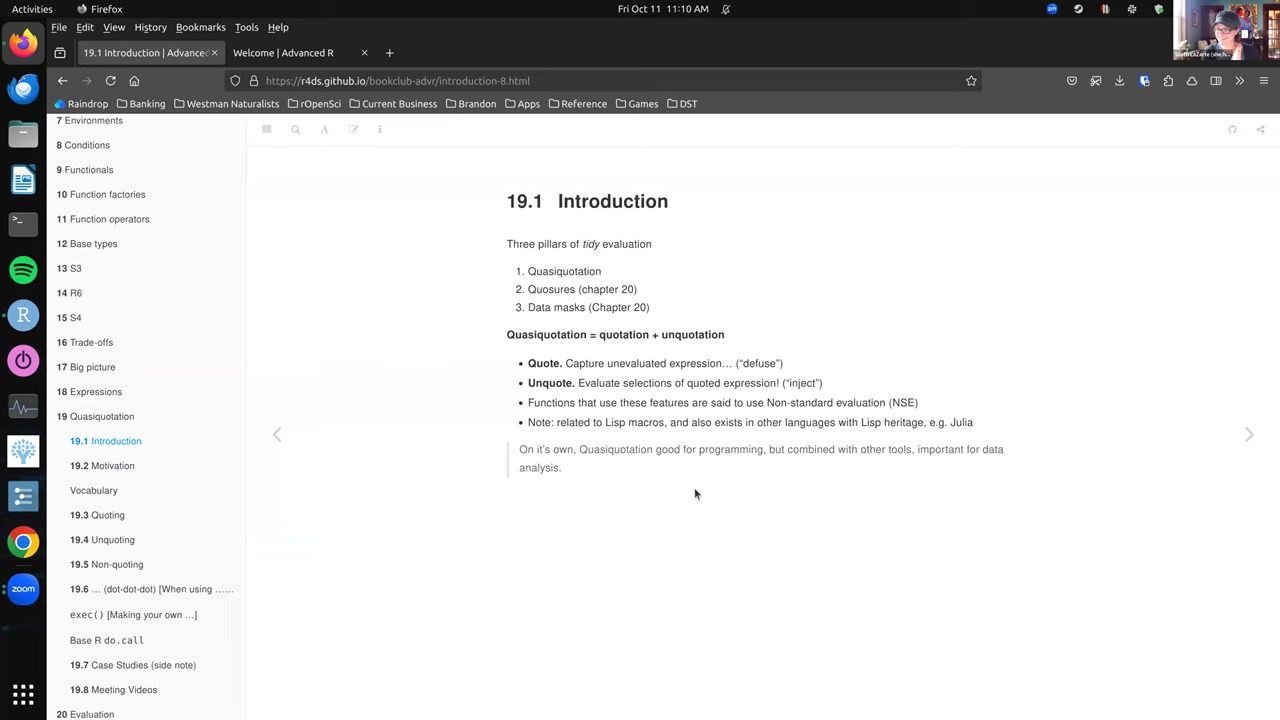 Activities
Firefox
Fri Oct 11 11:10 AM
zm
File Edit View History Bookmarks Tools Help
19.1 Introduction | Advanced
Welcome | Advanced R
https://r4ds.github.io/bookclub-advr/introduction-8.html
Raindrop Banking Westman Naturalists rOpenSci Current Business Brandon Apps Reference Games DST
7 Environments
8 Conditions
9 Functionals
10 Function factories
11 Function operators
12 Base types
13 S3
14 R6
15 S4
16 Trade-offs
17 Big picture
18 Expressions
19 Quasiquotation
19.1 Introduction
19.2 Motivation
Vocabulary
19.3 Quoting
19.4 Unquoting
19.5 Non-quoting
19.6 … (dot-dot-dot) [When using ……
exec() [Making your own …]
Base R do.call
19.7 Case Studies (side note)
19.8 Meeting Videos
20 Evaluation
R
zoom
19.1 Introduction
Three pillars of tidy evaluation
1. Quasiquotation
2. Quosures (chapter 20)
3. Data masks (Chapter 20)
Quasiquotation = quotation + unquotation
• Quote. Capture unevaluated expression… (“defuse”)
• Unquote. Evaluate selections of quoted expression! (“inject”)
• Functions that use these features are said to use Non-standard evaluation (NSE)
• Note: related to Lisp macros, and also exists in other languages with Lisp heritage, e.g. Julia
On it’s own, Quasiquotation good for programming, but combined with other tools, important for data
analysis.